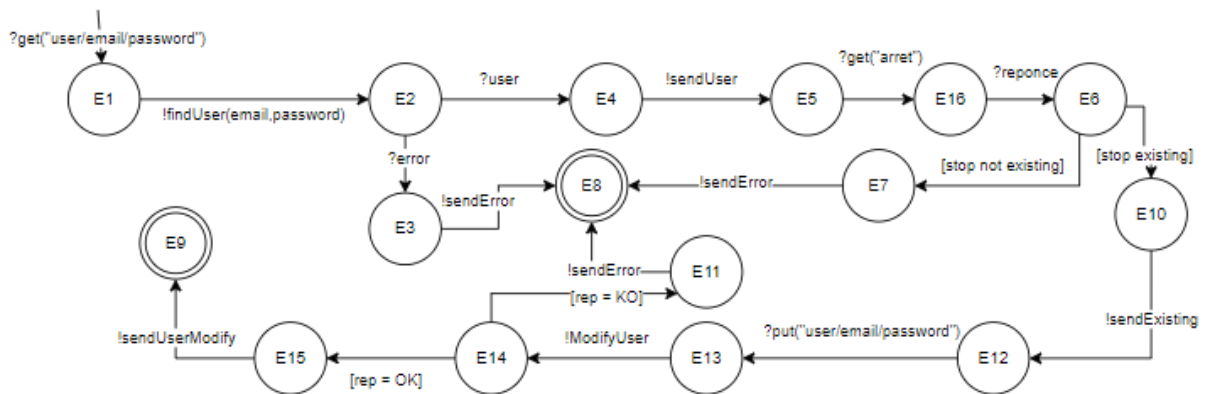 ?get("user/email/password")
E1
!findUser(email,password)
E2
?user
E4
!sendUser
E5
?get("arret")
E16
?reponce
E6
?error
[stop not existing]
[stop existing]
E3
!sendError
E8
!sendError
E7
E10
E9
!sendError
E11
[rep = KO]
!sendExisting
!sendUserModify
E15
[rep = OK]
E14
!ModifyUser
E13
?put("user/email/password")
E12